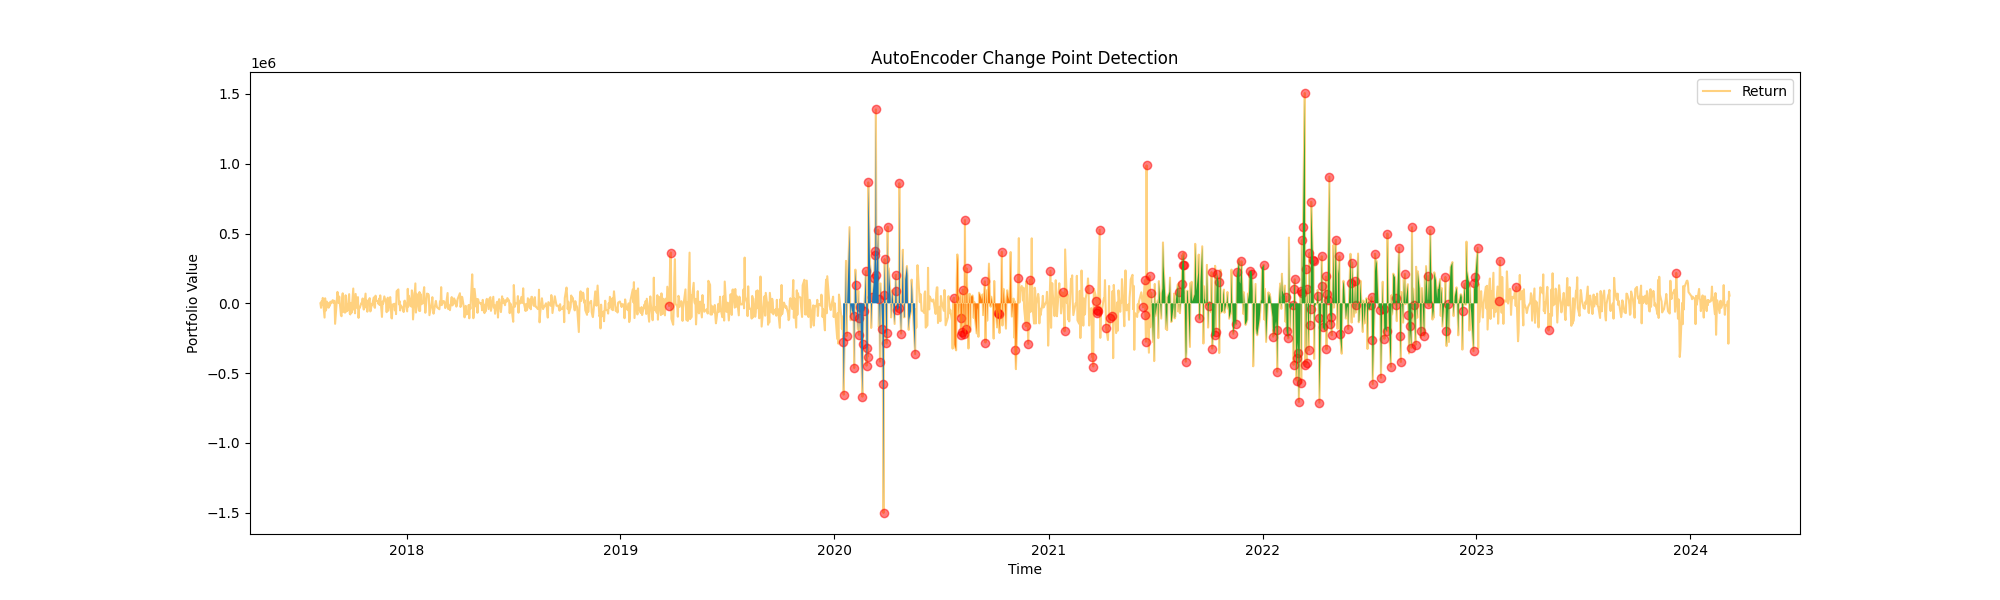 AutoEncoder Change Point Detection
1e6
Return
1.5
1.0
0.5
0.0
−0.5
−1.0
−1.5
Portfolio Value
2018 2019 2020 2021 2022 2023 2024
Time